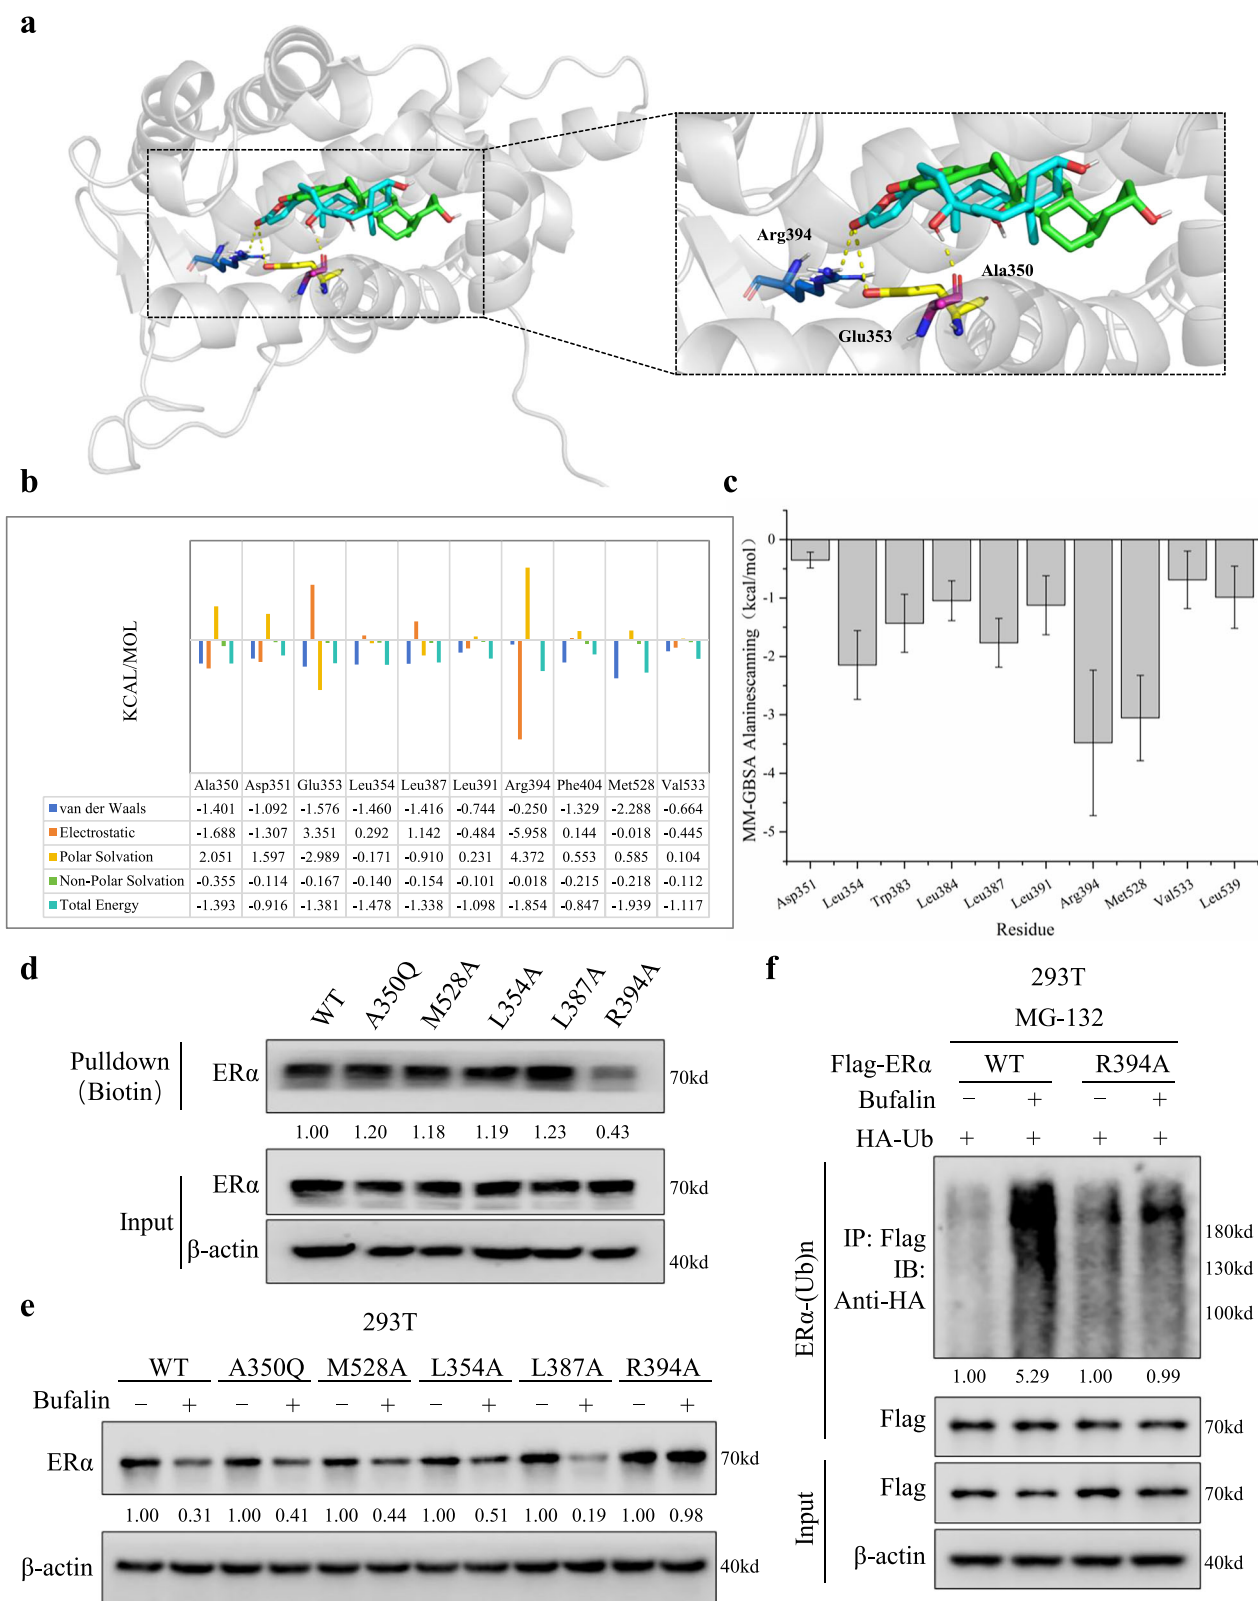 a
Arg394
Ala350
Glu353
b
KCAL/MOL
Ala350 Asp351 Glu353 Leu354 Leu387 Leu391 Arg394 Phe404 Met528 Val533
van der Waals -1.401 -1.092 -1.576 -1.460 -1.416 -0.744 -0.250 -1.329 -2.288 -0.664
Electrostatic -1.688 -1.307 3.351 0.292 1.142 -0.484 -5.958 0.144 -0.018 -0.445
Polar Solvation 2.051 1.597 -2.989 -0.171 -0.910 0.231 4.372 0.553 0.585 0.104
Non-Polar Solvation -0.355 -0.114 -0.167 -0.140 -0.154 -0.101 -0.018 -0.215 -0.218 -0.112
Total Energy -1.393 -0.916 -1.381 -1.478 -1.338 -1.098 -1.854 -0.847 -1.939 -1.117
c
MM-GBSA Alaninescanning（kcal/mol）
0
-1
-2
-3
-4
-5
Asp351 Leu354 Trp383 Leu384 Leu387 Leu391 Arg394 Met528 Val533 Leu539
Residue
d
WT A350Q M528A L354A L387A R394A
Pulldown
（Biotin）
ERα
70kd
1.00 1.20 1.18 1.19 1.23 0.43
Input
ERα
70kd
β-actin
40kd
e
293T
WT A350Q M528A L354A L387A R394A
Bufalin − + − + − + − + − + − +
ERα
70kd
1.00 0.31 1.00 0.41 1.00 0.44 1.00 0.51 1.00 0.19 1.00 0.98
β-actin
40kd
f
293T
MG-132
Flag-ERα WT R394A
Bufalin − + − +
HA-Ub + + + +
ERα-(Ub)n
IP: Flag
IB:
Anti-HA
180kd
130kd
100kd
1.00 5.29 1.00 0.99
Flag
70kd
Input
Flag
70kd
β-actin
40kd